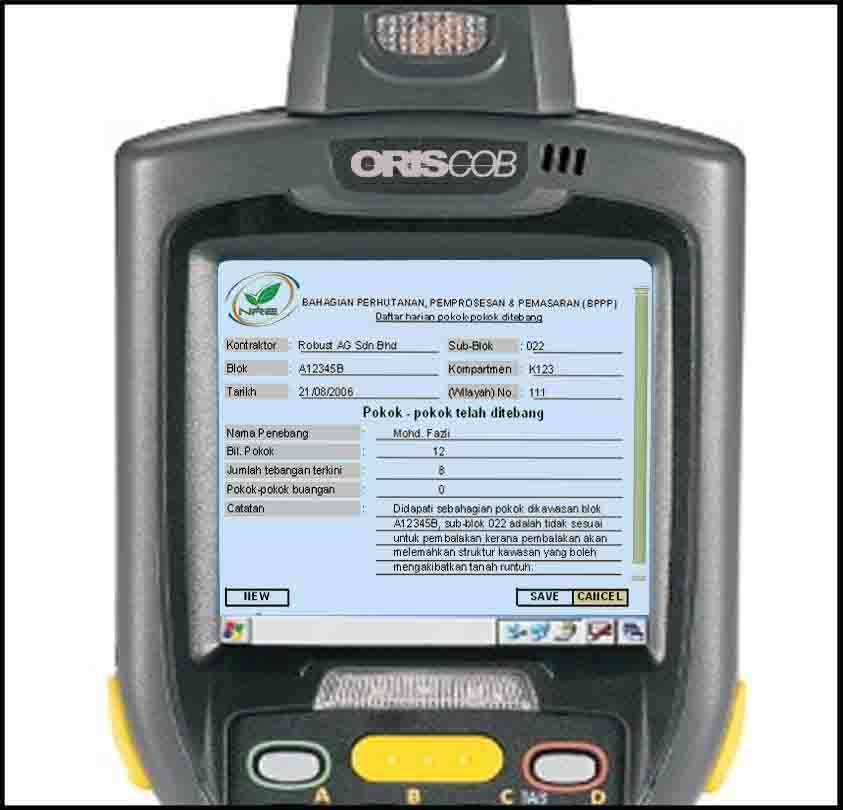 ORISCOB
NRE
BAHAGIAN PERHUTANAN, PEMPROSESAN & PEMASARAN (BPPP)
Daftar harian pokok-pokok ditebang
Kontraktor : Robust AG Sdn Bhd Sub-Blok : 022
Blok : A12345B Kompartmen : K123
Tarikh : 21/08/2006 (Wilayah) No. : 111
Pokok - pokok telah ditebang
Nama Penebang : Mohd. Fazli
Bil. Pokok : 12
Jumlah tebangan terkini : 8
Pokok-pokok buangan : 0
Catatan : Didapati sebahagian pokok dikawasan blok
A12345B, sub-blok 022 adalah tidak sesuai
untuk pembalakan kerana pembalakan akan
melemahkan struktur kawasan yang boleh
mengakibatkan tanah runtuh.
NEW SAVE CANCEL
A B C TAB D